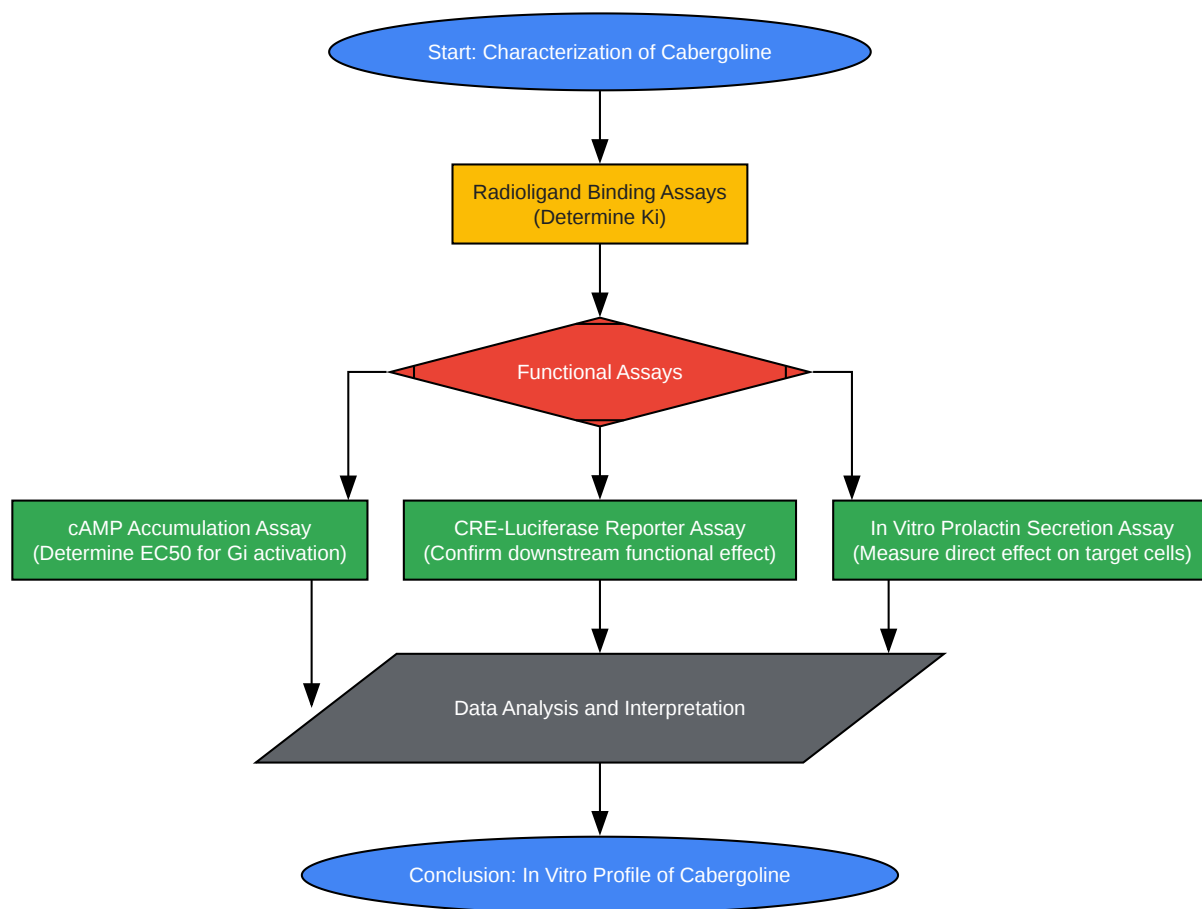 Start: Characterization of Cabergoline
Radioligand Binding Assays
(Determine Ki)
Functional Assays
cAMP Accumulation Assay
(Determine EC50 for Gi activation)
CRE-Luciferase Reporter Assay
(Confirm downstream functional effect)
In Vitro Prolactin Secretion Assay
(Measure direct effect on target cells)
Data Analysis and Interpretation
Conclusion: In Vitro Profile of Cabergoline